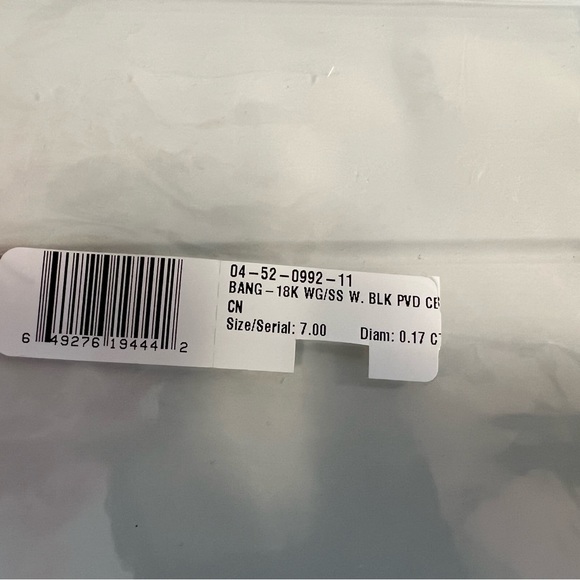 6 49276 19444 2
04-52-0992-11
BANG-18K WG/SS W. BLK PVD
CN
Size/Serial: 7.00 Diam: 0.17